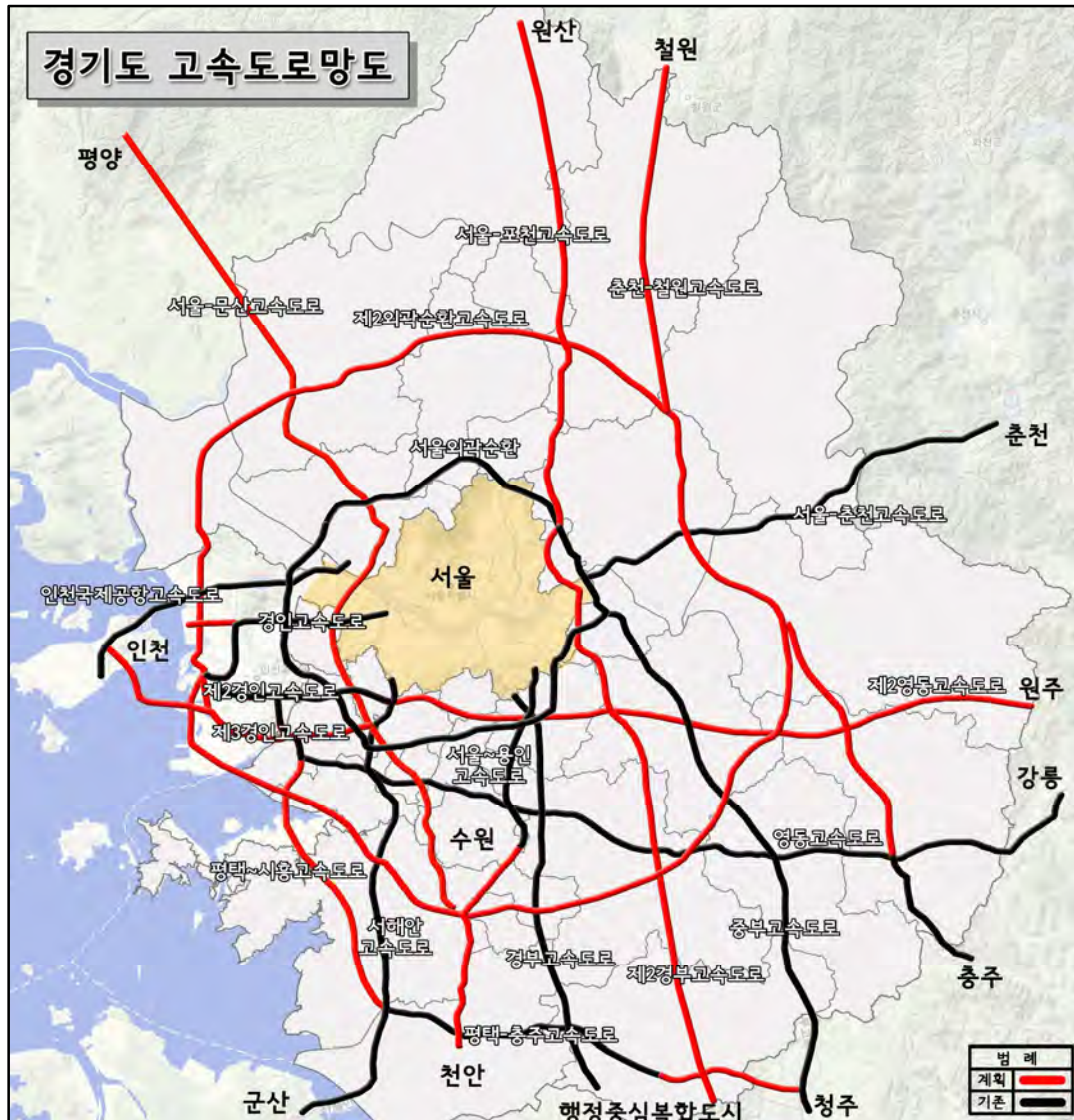 경기도 고속도로망도
원산
철원
평양
서울-포천고속도로
춘천-철원고속도로
서울-문산고속도로
제2외곽순환고속도로
춘천
서울외곽순환
서울-춘천고속도로
서울
인천국제공항고속도로
경인고속도로
인천
제2경인고속도로
제2영동고속도로
원주
제3경인고속도로
서울~용인
고속도로
강릉
수원
영동고속도로
평택~시흥고속도로
서해안
고속도로
중부고속도로
경부고속도로
제2경부고속도로
충주
평택-충주고속도로
천안
군산
행정중심복합도시
청주
범 례
계획
기존